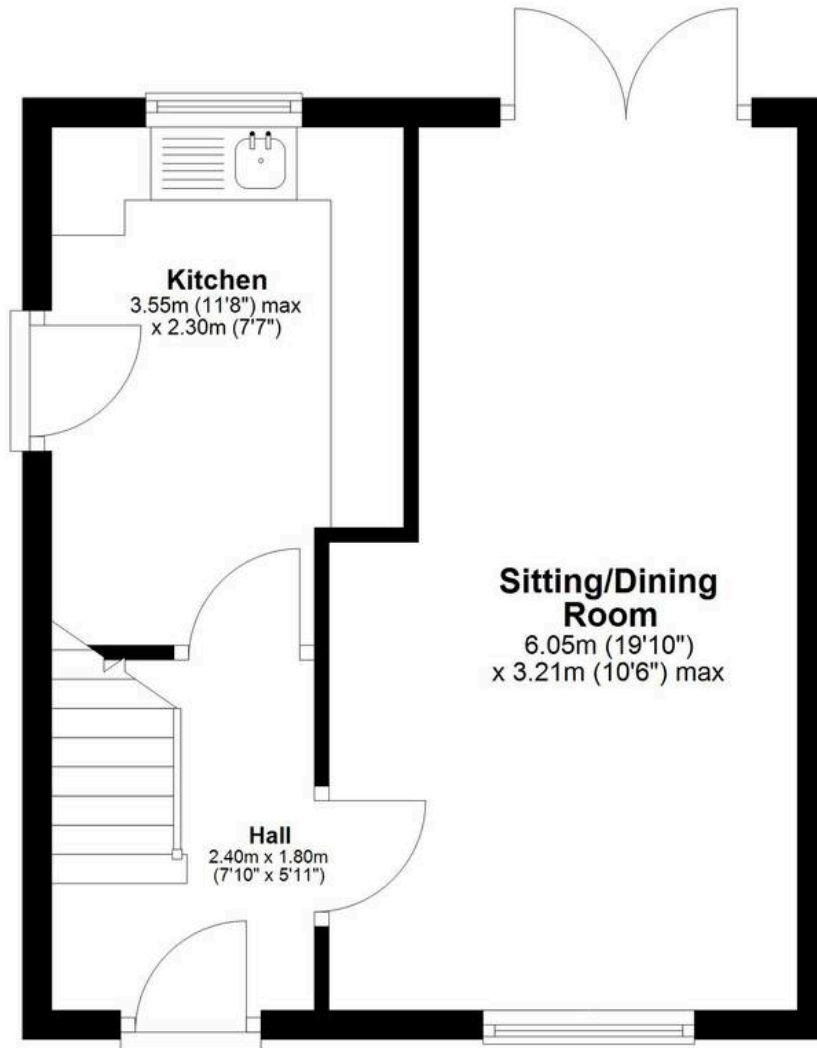 Kitchen
3.55m (11'8") max
x 2.30m (7'7")
Sitting/Dining
Room
6.05m (19'10")
x 3.21m (10'6") max
Hall
2.40m x 1.80m
(7'10" x 5'11")